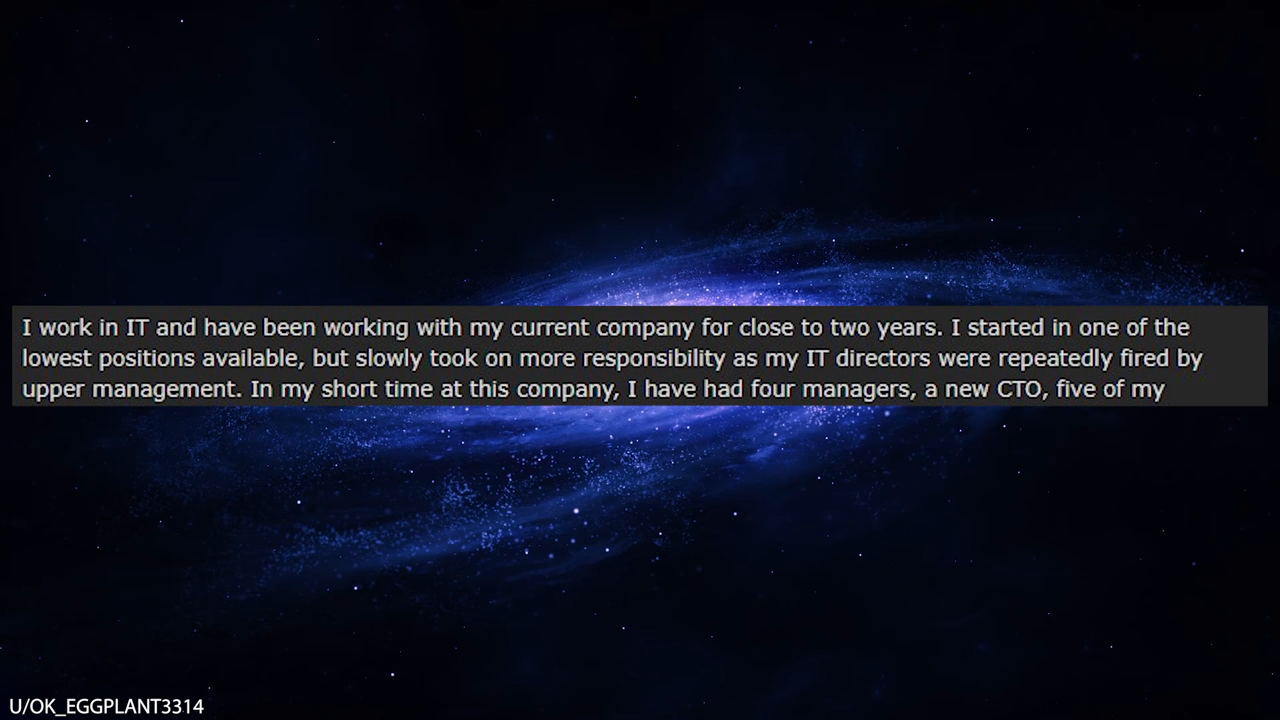 I work in IT and have been working with my current company for close to two years. I started in one of the
lowest positions available, but slowly took on more responsibility as my IT directors were repeatedly fired by
upper management. In my short time at this company, I have had four managers, a new CTO, five of my
U/OK_EGGPLANT3314